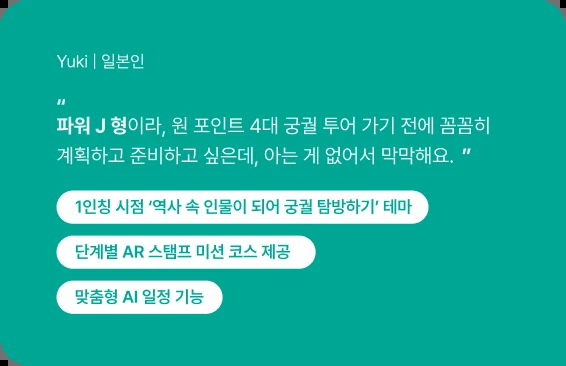 Yuki | 일본인
“
파워 J 형이라, 원 포인트 4대 궁궐 투어 가기 전에 꼼꼼히
계획하고 준비하고 싶은데, 아는 게 없어서 막막해요. ”
1인칭 시점 ‘역사 속 인물이 되어 궁궐 탐방하기’ 테마
단계별 AR 스탬프 미션 코스 제공
맞춤형 AI 일정 기능